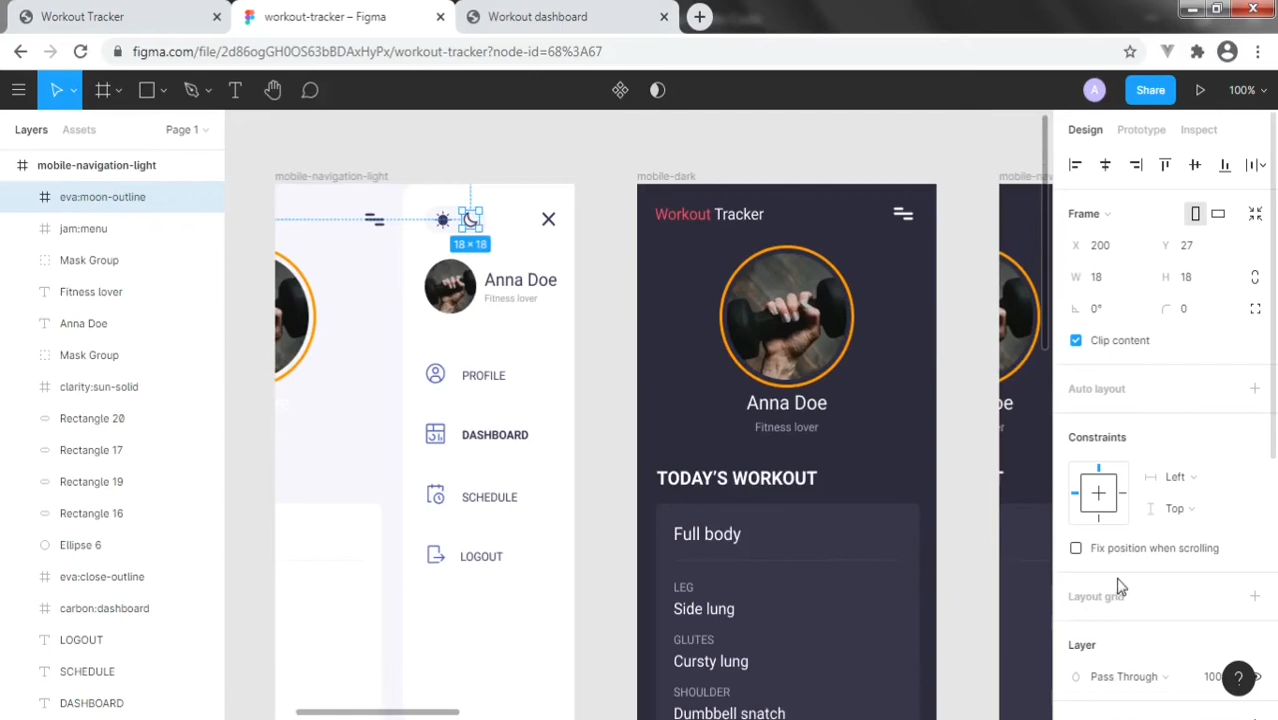 Workout Tracker
workout-tracker – Figma
Workout dashboard
figma.com/file/2d86ogGH0OS63bBDAxHyPx/workout-tracker?node-id=68%3A67
A
Share
100%
Layers
Assets
Page 1
mobile-navigation-light
eva:moon-outline
jam:menu
Mask Group
Fitness lover
Anna Doe
Mask Group
clarity:sun-solid
Rectangle 20
Rectangle 17
Rectangle 19
Rectangle 16
Ellipse 6
eva:close-outline
carbon:dashboard
LOGOUT
SCHEDULE
DASHBOARD
mobile-navigation-light
18 × 18
Anna Doe
Fitness lover
PROFILE
DASHBOARD
SCHEDULE
LOGOUT
mobile-dark
Workout Tracker
Anna Doe
Fitness lover
TODAY'S WORKOUT
Full body
LEG
Side lung
GLUTES
Cursty lung
SHOULDER
Dumbbell snatch
Design
Prototype
Inspect
Frame
X 200
Y 27
W 18
H 18
0°
0
Clip content
Auto layout
Constraints
Left
Top
Fix position when scrolling
Layout grid
Layer
Pass Through
100
?